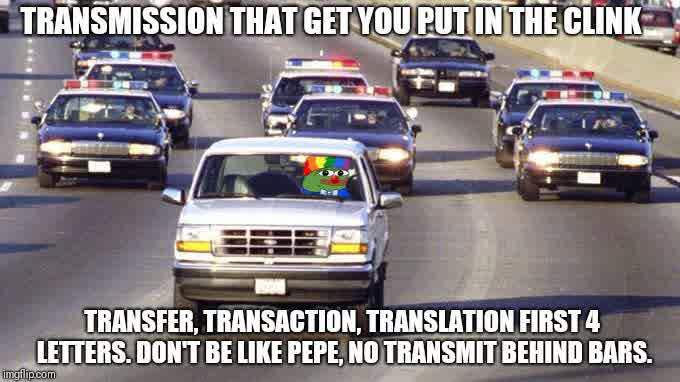 TRANSMISSION THAT GET YOU PUT IN THE CLINK
TRANSFER, TRANSACTION, TRANSLATION FIRST 4
LETTERS. DON'T BE LIKE PEPE, NO TRANSMIT BEHIND BARS.
imgflip.com